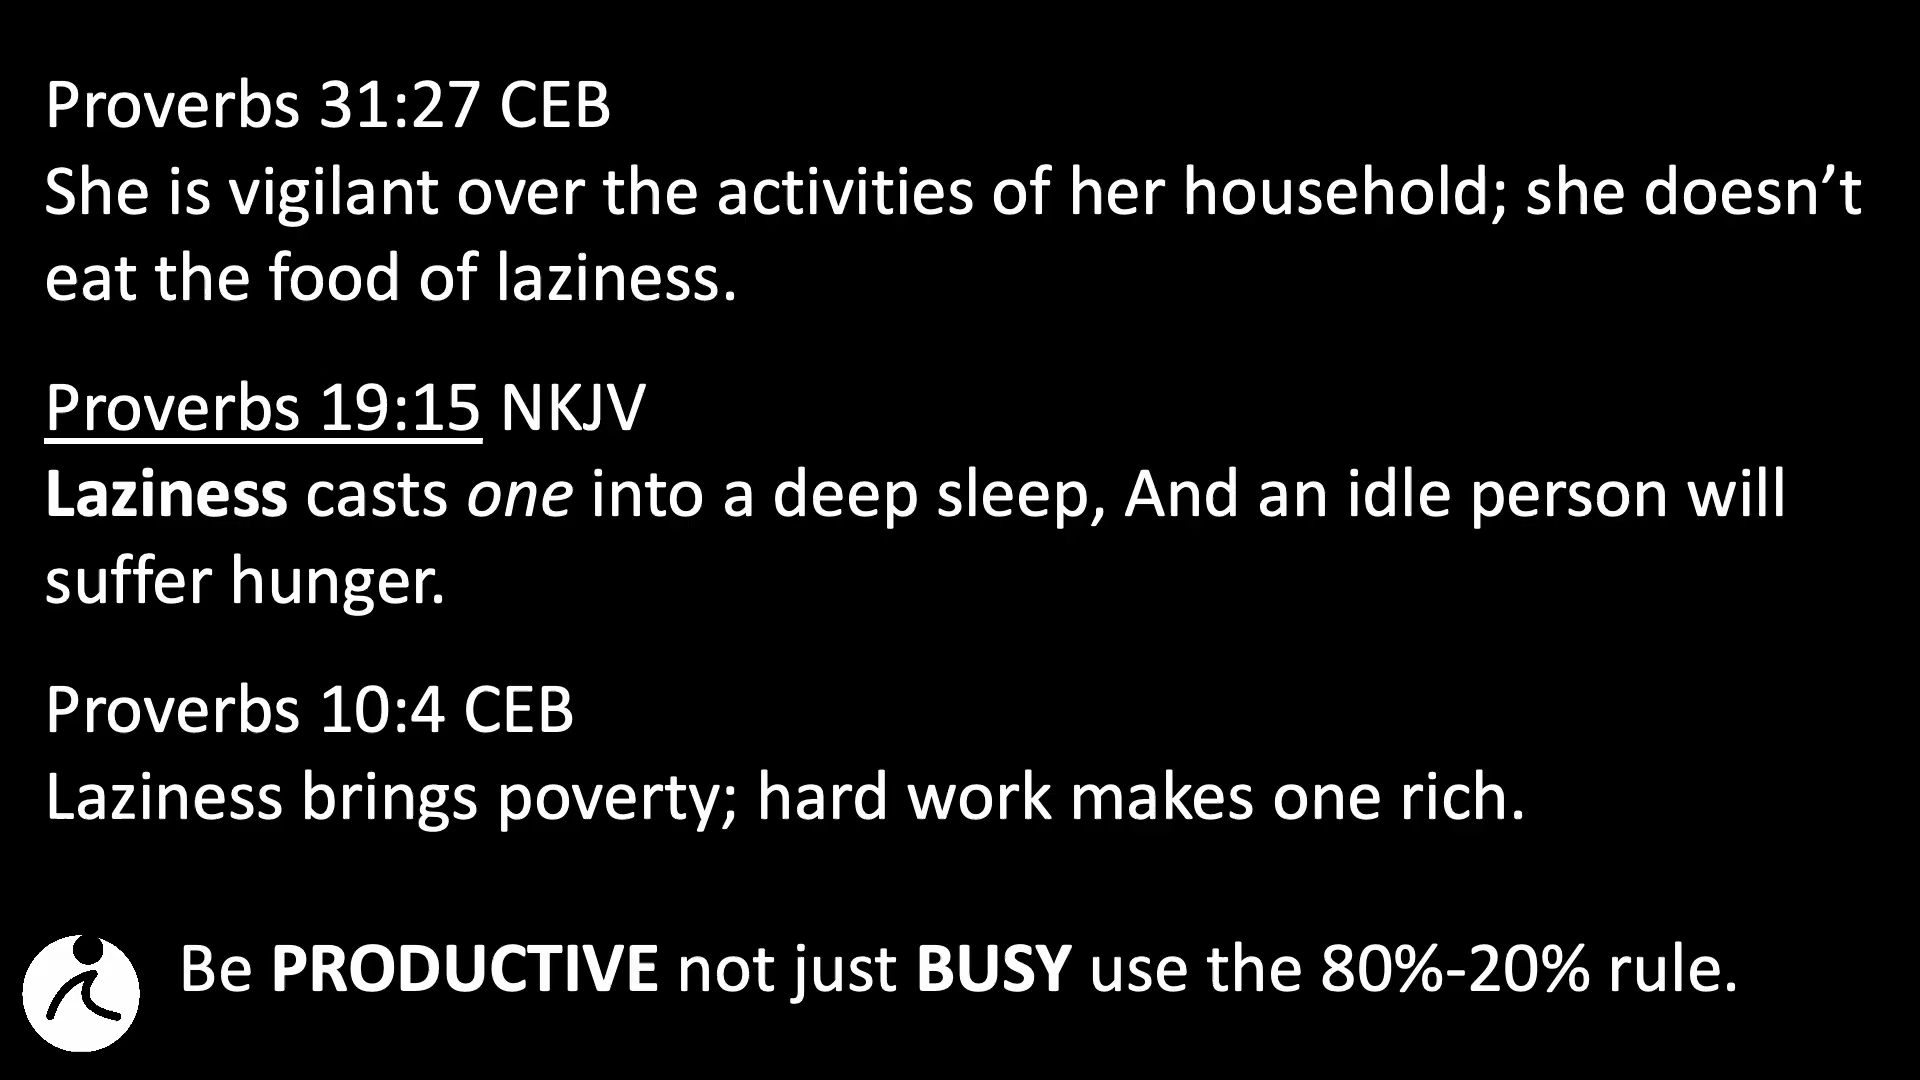 Proverbs 31:27 CEB
She is vigilant over the activities of her household; she doesn’t
eat the food of laziness.
Proverbs 19:15 NKJV
Laziness casts one into a deep sleep, And an idle person will
suffer hunger.
Proverbs 10:4 CEB
Laziness brings poverty; hard work makes one rich.
Be PRODUCTIVE not just BUSY use the 80%-20% rule.